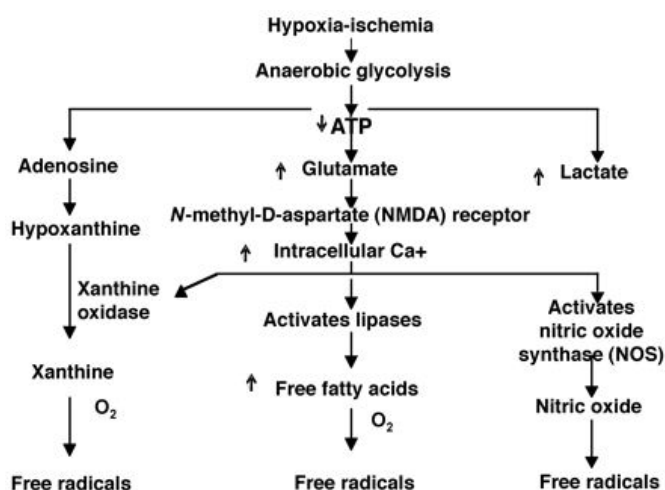 Hypoxia-ischemia
Anaerobic glycolysis
ATP
Adenosine
Glutamate
Lactate
N-methyl-D-aspartate (NMDA) receptor
Hypoxanthine
Intracellular Ca+
Xanthine
oxidase
Activates lipases
Activates
nitric oxide
synthase (NOS)
Xanthine
Free fatty acids
Nitric oxide
O2
O2
Free radicals
Free radicals
Free radicals